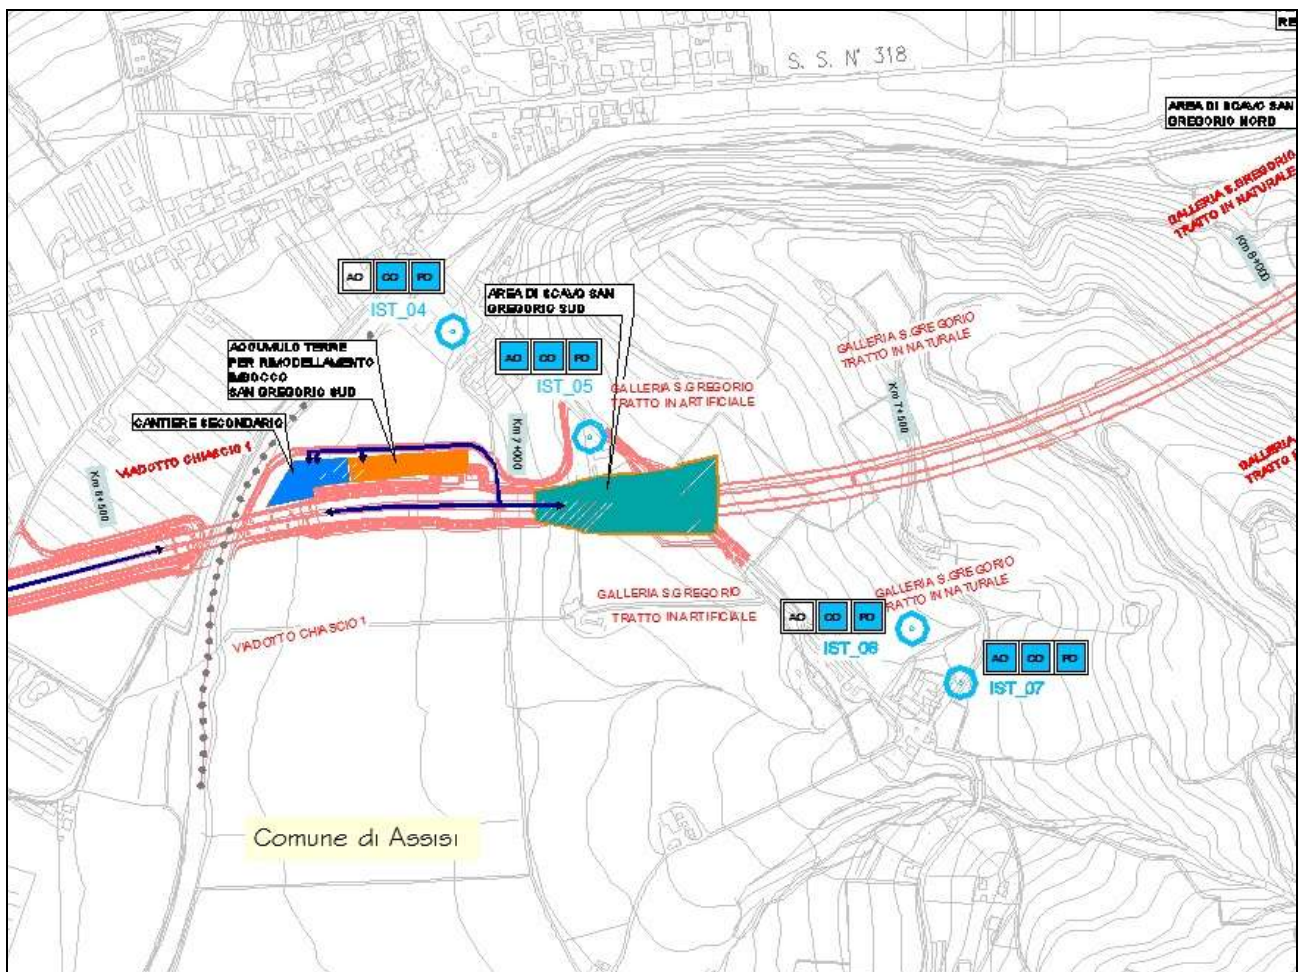 RE
S. S. N° 318
AREA DI SCAVO SAN
GREGORIO NORD
GALLERIA S.GREGORIO
TRATTO IN NATURALE
Km 8+000
AO CO PO
IST_04
AREA DI SCAVO SAN
GREGORIO SUD
GALLERIA S.GREGORIO
TRATTO IN NATURALE
ACCUMULO TERRE
PER RIMODELLAMENTO
IMBOCCO
SAN GREGORIO SUD
AO CO PO
IST_05
GALLERIA S.GREGORIO
TRATTO IN ARTIFICIALE
Km 7+500
CANTIERE SECONDARIO
Km 7+000
VIADOTTO CHIASCIO 1
Km 6+500
GALLERIA
TRATTO
GALLERIA S.GREGORIO
TRATTO IN ARTIFICIALE
GALLERIA S.GREGORIO
TRATTO IN NATURALE
AO CO PO
IST_06
VIADOTTO CHIASCIO 1
AO CO PO
IST_07
Comune di Assisi